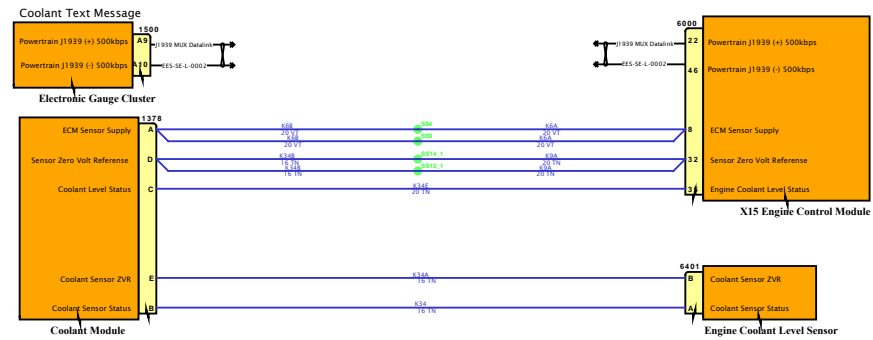 Coolant Text Message
1500
Powertrain J1939 (+) 500kbps
A9
J1939 MUX Datalink
Powertrain J1939 (-) 500kbps
A10
EES-SE-L-0002
Electronic Gauge Cluster
6000
J1939 MUX Datalink
22
Powertrain J1939 (+) 500kbps
EES-SE-L-0002
46
Powertrain J1939 (-) 500kbps
1378
ECM Sensor Supply
A
K6B
20 VT
SS4
K6A
20 VT
8
ECM Sensor Supply
K6B
20 VT
K6A
20 VT
Sensor Zero Volt Referense
D
K34B
16 TN
SS14_1
K9A
20 TN
32
Sensor Zero Volt Referense
K34B
16 TN
SS12_1
K9A
20 TN
Coolant Level Status
C
K34E
20 TN
Engine Coolant Level Status
X15 Engine Control Module
6401
Coolant Sensor ZVR
E
K34A
16 TN
B
Coolant Sensor ZVR
Coolant Sensor Status
B
K34
16 TN
A
Coolant Sensor Status
Coolant Module
Engine Coolant Level Sensor